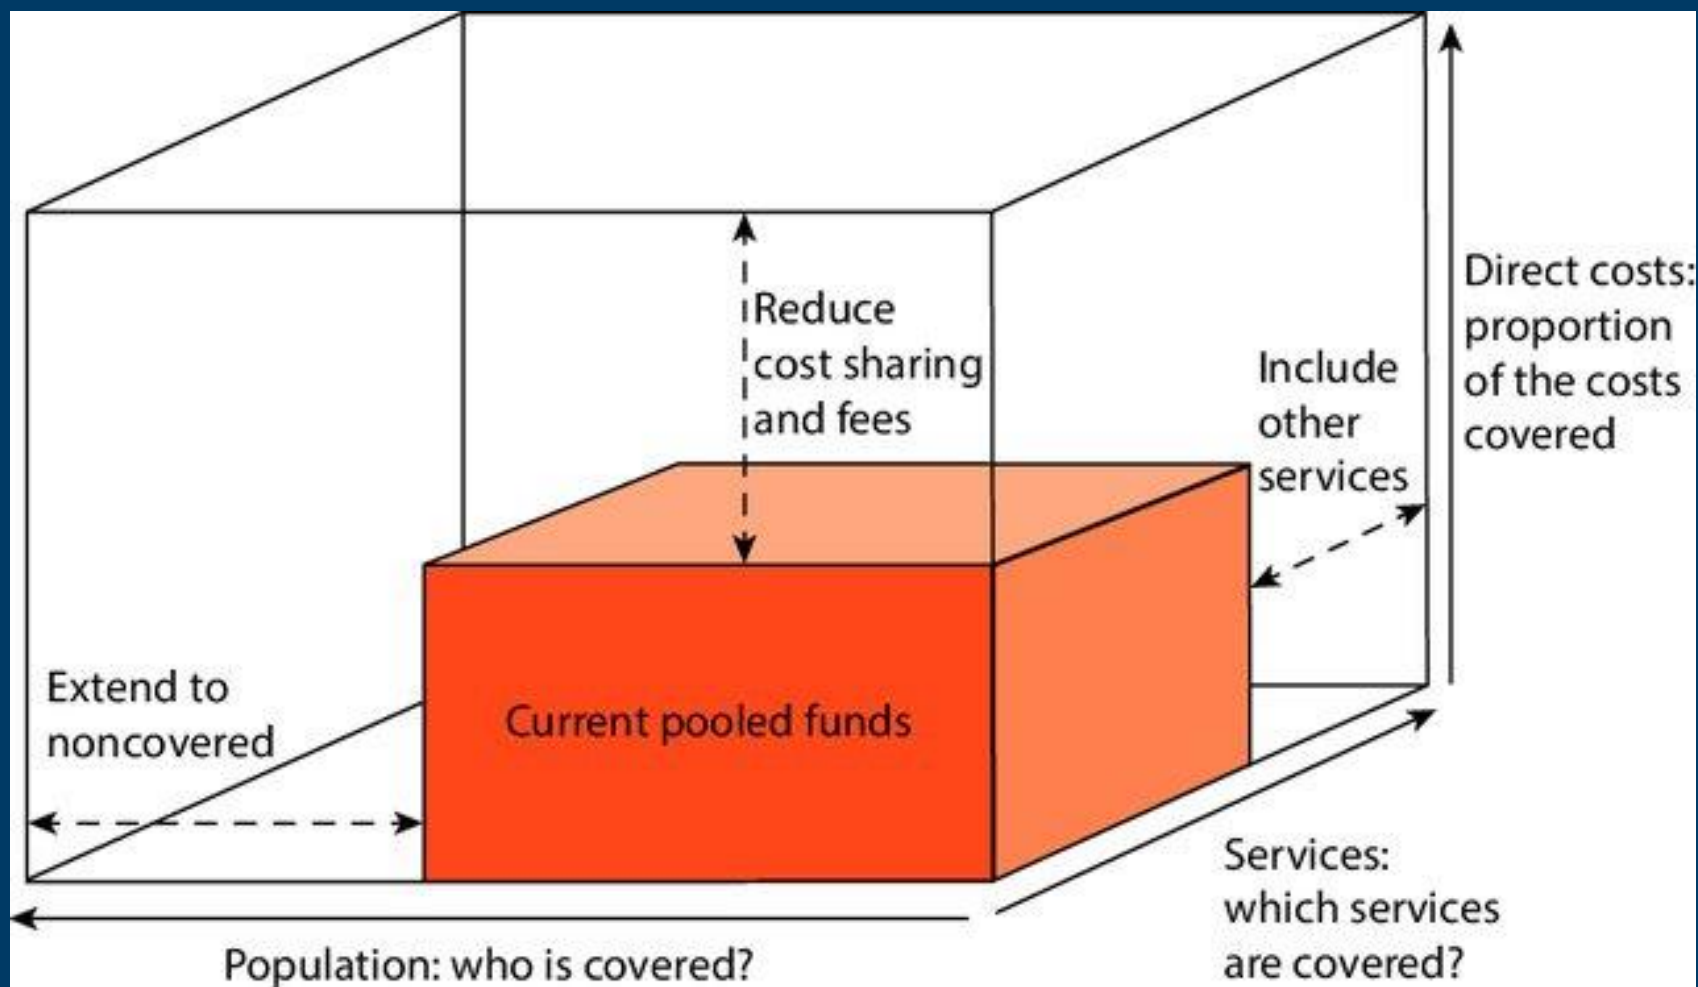 Reduce
cost sharing
and fees
Include
other
services
Direct costs:
proportion
of the costs
covered
Extend to
noncovered
Current pooled funds
Services:
which services
are covered?
Population: who is covered?